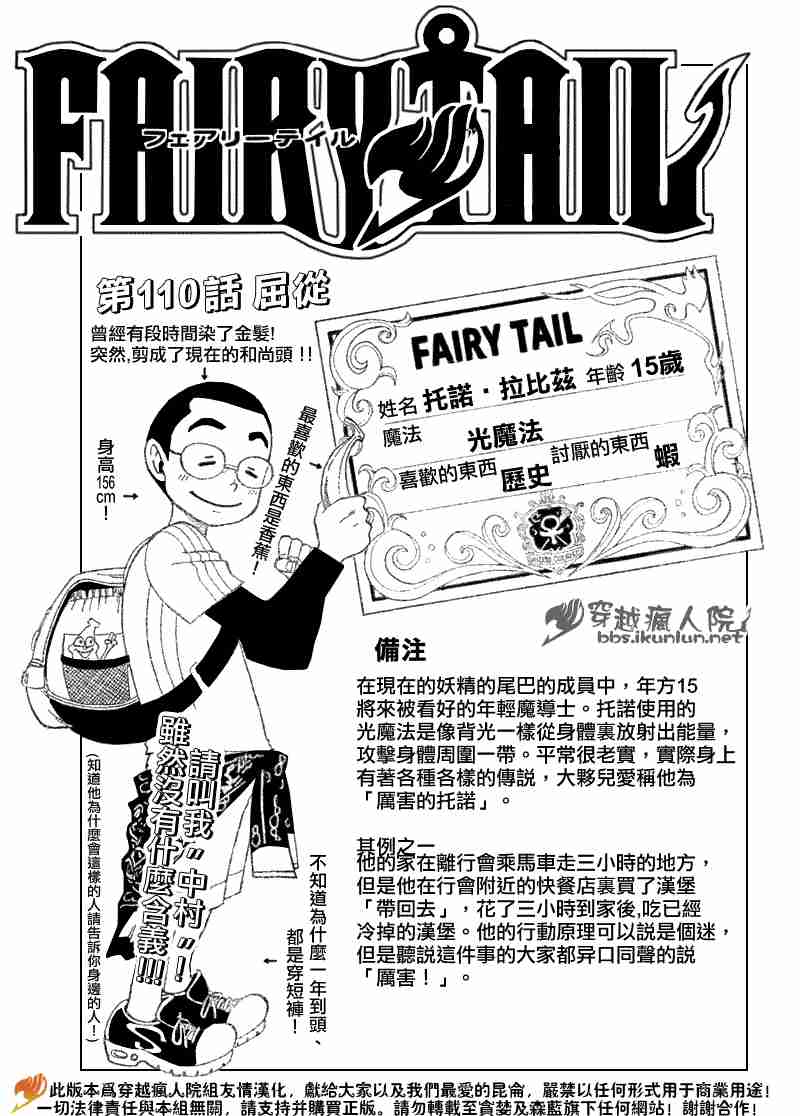 FAIRY TAIL
フェアリーテイル
第110話 屈從
曾經有段時間染了金髮!
突然,剪成了現在的和尚頭!!
身高156cm!
最喜歡的東西是香蕉!
FAIRY TAIL
姓名 托諾·拉比茲 年齡 15歲
魔法 光魔法
喜歡的東西 歷史 討厭的東西 蝦
穿越瘋人院
bbs.ikunlun.net
備注
在現在的妖精的尾巴的成員中，年方15
將來被看好的年輕魔導士。托諾使用的
光魔法是像背光一樣從身體裏放射出能量，
攻擊身體周圍一帶。平常很老實，實際身上
有著各種各樣的傳説，大夥兒愛稱他為
「厲害的托諾」。
其例之一
他的家在離行會乘馬車走三小時的地方，
但是他在行會附近的快餐店裏買了漢堡
「帶回去」，花了三小時到家後,吃已經
冷掉的漢堡。他的行動原理可以説是個迷，
但是聽説這件事的大家都异口同聲的說
「厲害！」。
請叫我"中村"！
雖然沒有什麼含義!!!
(知道他為什麼會這樣的人請告訴你身邊的人！)
不知道為什麼一年到頭、
都是穿短褲！
此版本爲穿越瘋人院組友情漢化，獻給大家以及我們最愛的昆侖，嚴禁以任何形式用于商業用途！
一切法律責任與本組無關，請支持并購買正版。請勿轉載至貪婪及森藍旗下任何網站！謝謝合作！